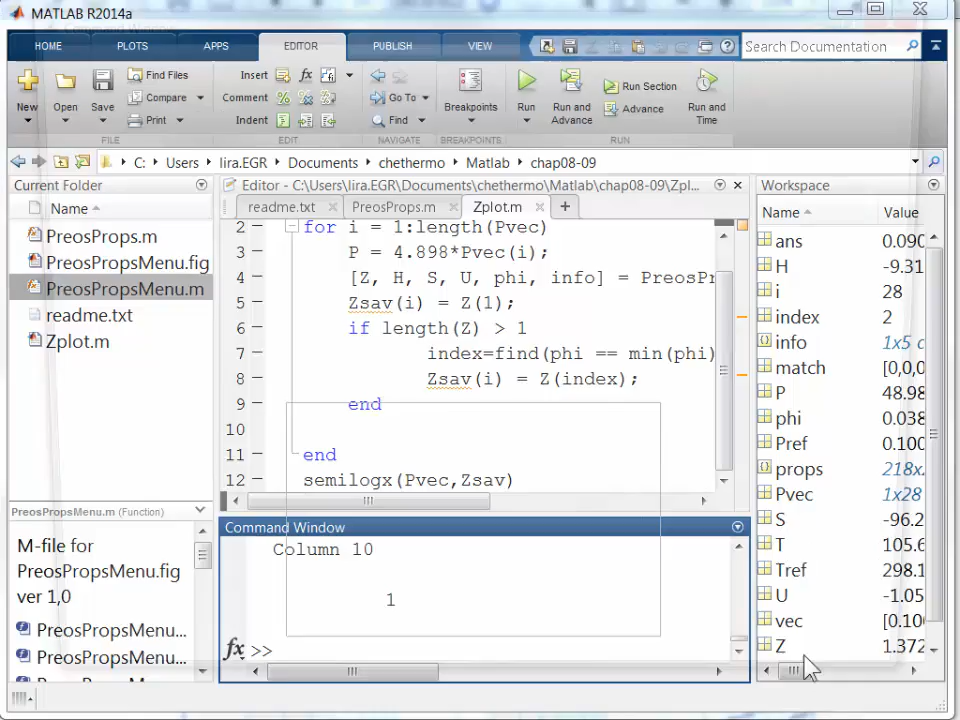 MATLAB R2014a
HOME PLOTS APPS EDITOR PUBLISH VIEW Search Documentation
New Open Save Find Files Compare Print
Insert fx Comment Indent
Go To Find
Breakpoints Run Run and Advance Run Section Advance Run and Time
FILE EDIT NAVIGATE BREAKPOINTS RUN
C: Users lira.EGR Documents chethermo Matlab chap08-09
Current Folder
Name
PreosProps.m
PreosPropsMenu.fig
PreosPropsMenu.m
readme.txt
Zplot.m
PreosPropsMenu.m (Function)
M-file for
PreosPropsMenu.fig
ver 1,0
PreosPropsMenu...
PreosPropsMenu...
Editor - C:\Users\lira.EGR\Documents\chethermo\Matlab\chap08-09\Zpl...
readme.txt PreosProps.m Zplot.m
2 for i = 1:length(Pvec)
3 P = 4.898*Pvec(i);
4 [Z, H, S, U, phi, info] = PreosPr
5 Zsav(i) = Z(1);
6 if length(Z) > 1
7 index=find(phi == min(phi)
8 Zsav(i) = Z(index);
9 end
10
11 end
12 semilogx(Pvec,Zsav)
Command Window
Column 10
1
fx >>
Workspace
Name Value
ans 0.090
H -9.31
i 28
index 2
info 1x5 c
match [0,0,0
P 48.98
phi 0.038
Pref 0.100
props 218x
Pvec 1x28
S -96.2
T 105.6
Tref 298.1
U -1.05
vec [0.100
Z 1.372